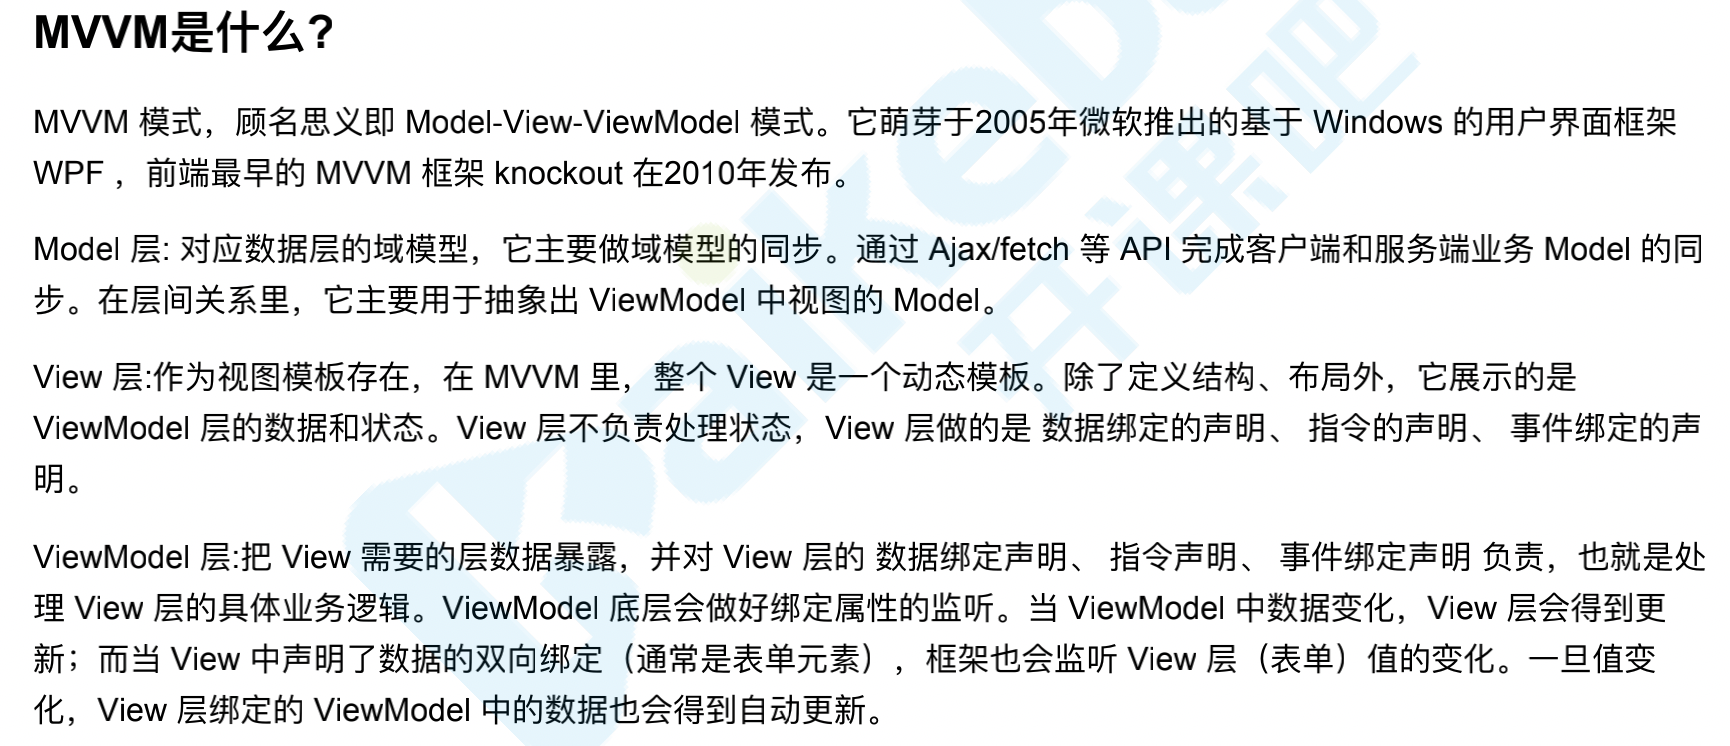 MVVM是什么?
MVVM 模式，顾名思义即 Model-View-ViewModel 模式。它萌芽于2005年微软推出的基于 Windows 的用户界面框架
WPF ，前端最早的 MVVM 框架 knockout 在2010年发布。
Model 层: 对应数据层的域模型，它主要做域模型的同步。通过 Ajax/fetch 等 API 完成客户端和服务端业务 Model 的同
步。在层间关系里，它主要用于抽象出 ViewModel 中视图的 Model。
View 层:作为视图模板存在，在 MVVM 里，整个 View 是一个动态模板。除了定义结构、布局外，它展示的是
ViewModel 层的数据和状态。View 层不负责处理状态，View 层做的是 数据绑定的声明、 指令的声明、 事件绑定的声
明。
ViewModel 层:把 View 需要的层数据暴露，并对 View 层的 数据绑定声明、 指令声明、 事件绑定声明 负责，也就是处
理 View 层的具体业务逻辑。ViewModel 底层会做好绑定属性的监听。当 ViewModel 中数据变化，View 层会得到更
新；而当 View 中声明了数据的双向绑定（通常是表单元素），框架也会监听 View 层（表单）值的变化。一旦值变
化，View 层绑定的 ViewModel 中的数据也会得到自动更新。
开课吧